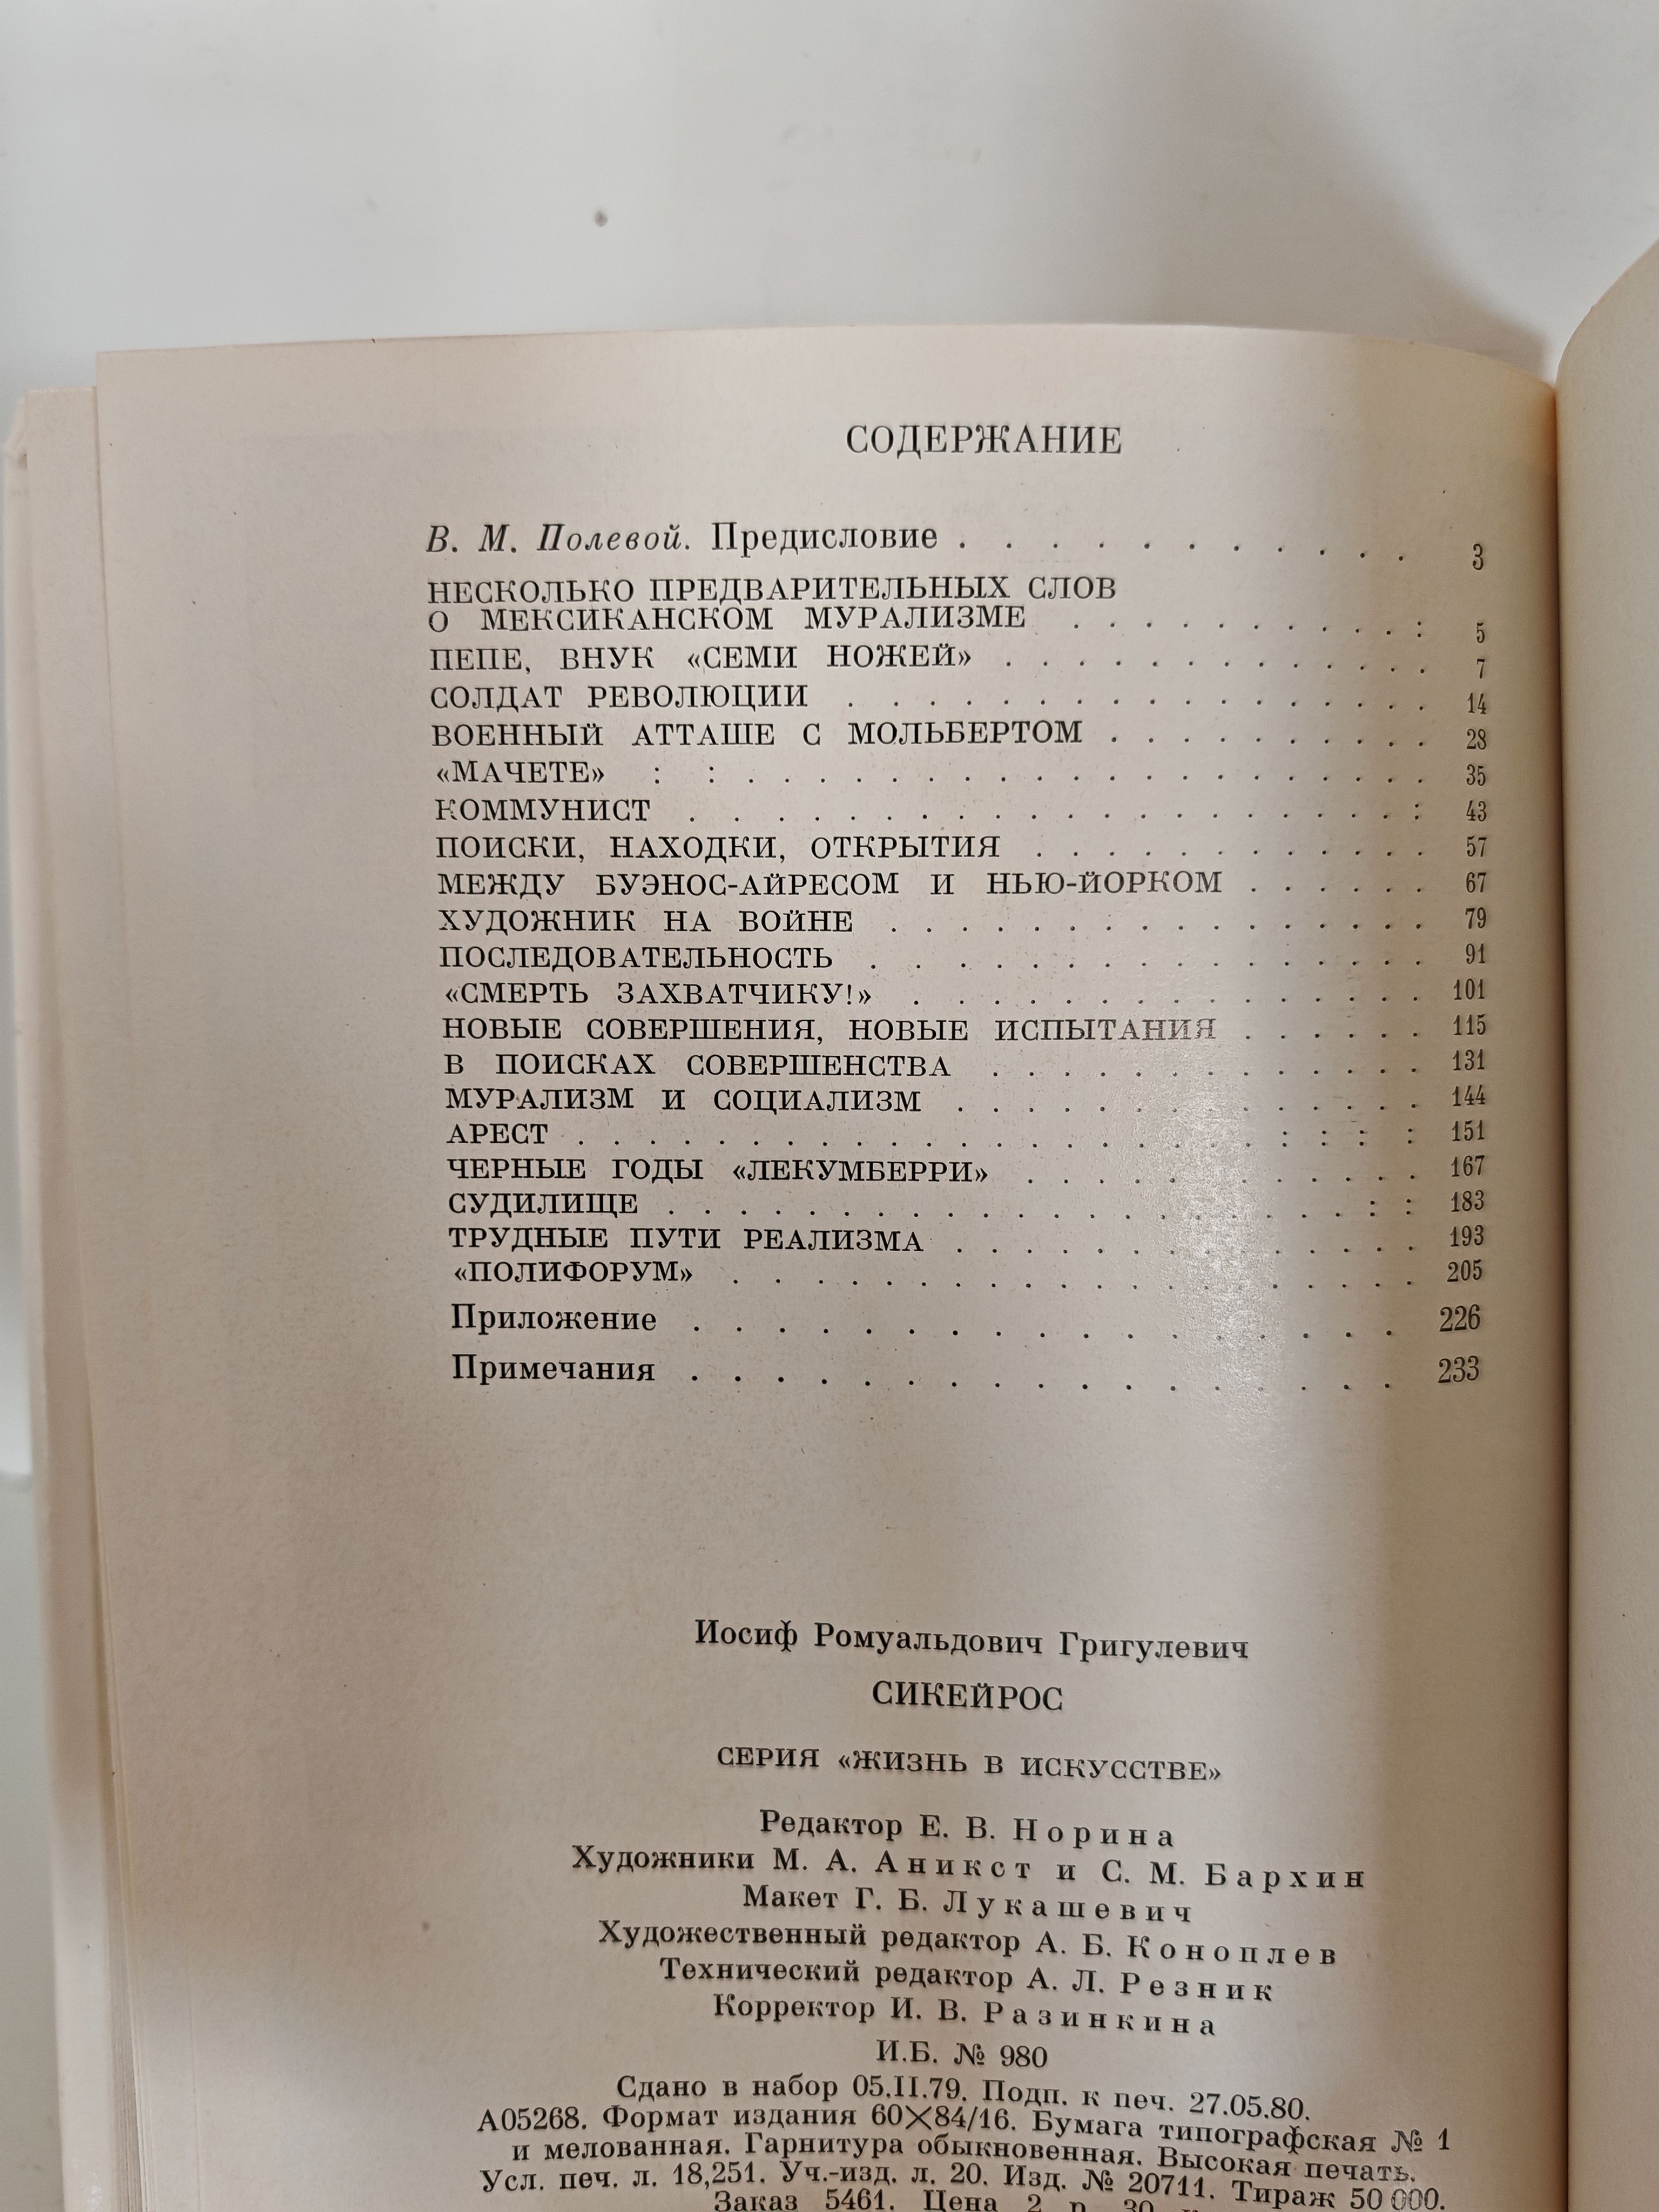 СОДЕРЖАНИЕ
В. М. Полевой. Предисловие . . . . . . . . . . . 3
НЕСКОЛЬКО ПРЕДВАРИТЕЛЬНЫХ СЛОВ
О МЕКСИКАНСКОМ МУРАЛИЗМЕ . . . . . . . . . . : 5
ПЕПЕ, ВНУК «СЕМИ НОЖЕЙ» . . . . . . . . . . . . 7
СОЛДАТ РЕВОЛЮЦИИ . . . . . . . . . . . . . . . . 14
ВОЕННЫЙ АТТАШЕ С МОЛЬБЕРТОМ . . . . . . . . . 28
«МАЧЕТЕ» : : . . . . . . . . . . . . . . . . . 35
КОММУНИСТ . . . . . . . . . . . . . . . . . . : 43
ПОИСКИ, НАХОДКИ, ОТКРЫТИЯ . . . . . . . . . . . 57
МЕЖДУ БУЭНОС-АЙРЕСОМ И НЬЮ-ЙОРКОМ . . . . . 67
ХУДОЖНИК НА ВОЙНЕ . . . . . . . . . . . . . . . 79
ПОСЛЕДОВАТЕЛЬНОСТЬ . . . . . . . . . . . . . . . 91
«СМЕРТЬ ЗАХВАТЧИКУ!» . . . . . . . . . . . . . . 101
НОВЫЕ СОВЕРШЕНИЯ, НОВЫЕ ИСПЫТАНИЯ . . . . . 115
В ПОИСКАХ СОВЕРШЕНСТВА . . . . . . . . . . . . 131
МУРАЛИЗМ И СОЦИАЛИЗМ . . . . . . . . . . . . . 144
АРЕСТ . . . . . . . . . . . . . . . . . : : : : 151
ЧЕРНЫЕ ГОДЫ «ЛЕКУМБЕРРИ» . . . . . . . . . . . 167
СУДИЛИЩЕ . . . . . . . . . . . . . . . . . : : 183
ТРУДНЫЕ ПУТИ РЕАЛИЗМА . . . . . . . . . . . . . 193
«ПОЛИФОРУМ» . . . . . . . . . . . . . . . . . . 205
Приложение . . . . . . . . . . . . . . . . . 226
Примечания . . . . . . . . . . . . . . . . . 233
Иосиф Ромуальдович Григулевич
СИКЕЙРОС
СЕРИЯ «ЖИЗНЬ В ИСКУССТВЕ»
Редактор Е. В. Норина
Художники М. А. Аникст и С. М. Бархин
Макет Г. Б. Лукашевич
Художественный редактор А. Б. Коноплев
Технический редактор А. Л. Резник
Корректор И. В. Разинкина
И.Б. № 980
Сдано в набор 05.II.79. Подп. к печ. 27.05.80.
А05268. Формат издания 60×84/16. Бумага типографская № 1
и мелованная. Гарнитура обыкновенная. Высокая печать.
Усл. печ. л. 18,251. Уч.-изд. л. 20. Изд. № 20711. Тираж 50 000.
Заказ 5461. Цена 2 р. 30